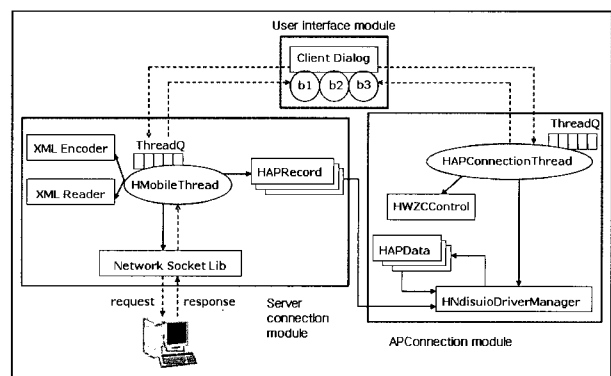 User interface module
Client Dialog
b1 b2 b3
ThreadQ
XML Encoder
HMobileThread
XML Reader
HAPRecord
Network Socket Lib
request
response
Server connection module
ThreadQ
HAPConnectionThread
HWZCControl
HAPData
HNdisuioDriverManager
APConnection module